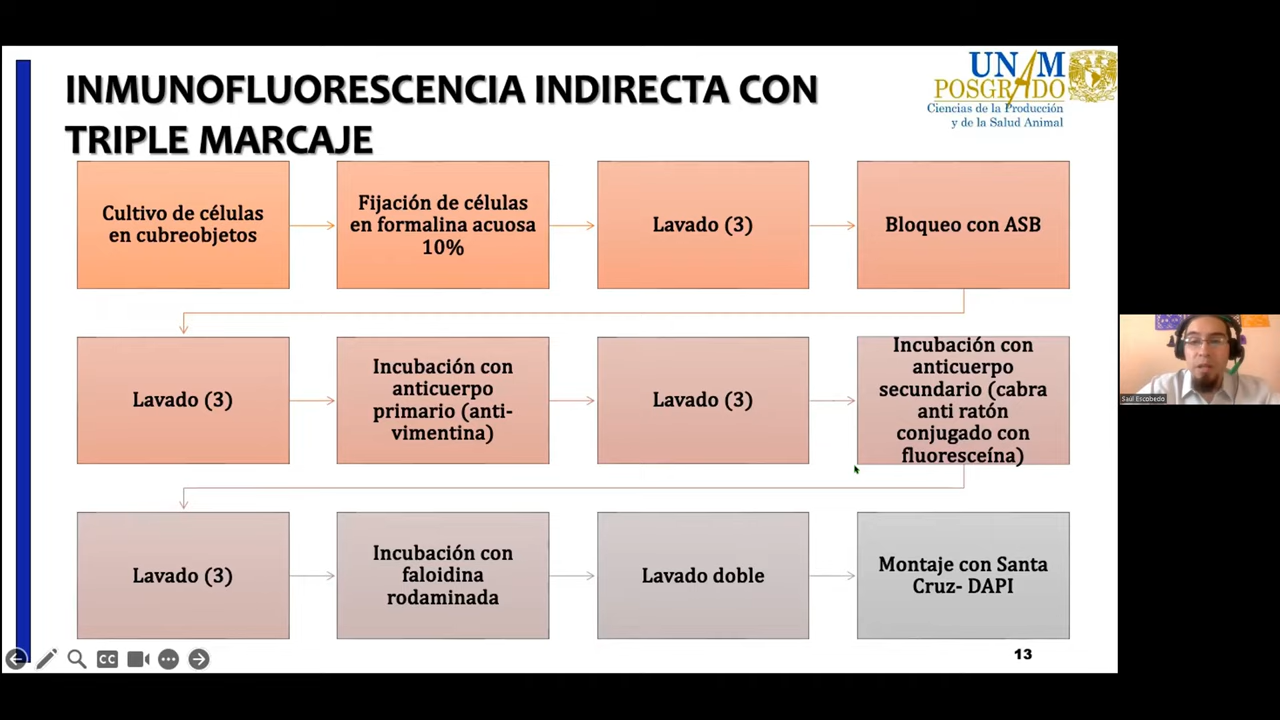 INMUNOFLUORESCENCIA INDIRECTA CON
TRIPLE MARCAJE
UNAM
POSGRADO
Ciencias de la Producción
y de la Salud Animal
Cultivo de células
en cubreobjetos
Fijación de células
en formalina acuosa
10%
Lavado (3)
Bloqueo con ASB
Lavado (3)
Incubación con
anticuerpo
primario (anti-
vimentina)
Lavado (3)
Incubación con
anticuerpo
secundario (cabra
anti ratón
conjugado con
fluoresceína)
Lavado (3)
Incubación con
faloidina
rodaminada
Lavado doble
Montaje con Santa
Cruz- DAPI
CC
13
Saúl Escobedo